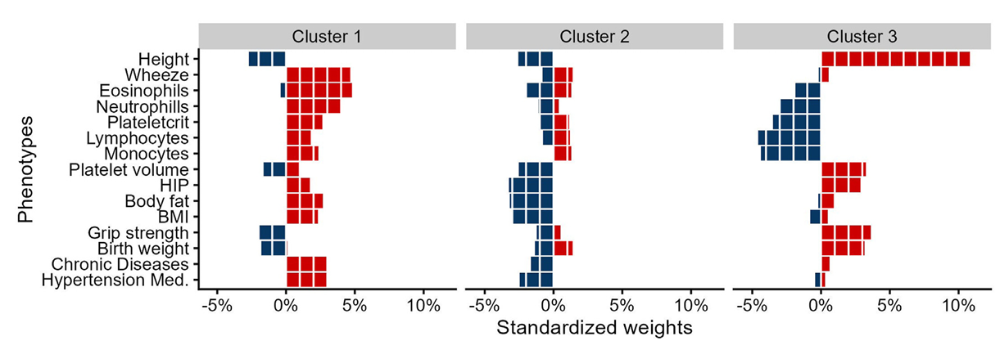 Cluster 1
Cluster 2
Cluster 3
Phenotypes
Height
Wheeze
Eosinophils
Neutrophills
Plateletcrit
Lymphocytes
Monocytes
Platelet volume
HIP
Body fat
BMI
Grip strength
Birth weight
Chronic Diseases
Hypertension Med.
-5% 0% 5% 10%
-5% 0% 5% 10%
-5% 0% 5% 10%
Standardized weights